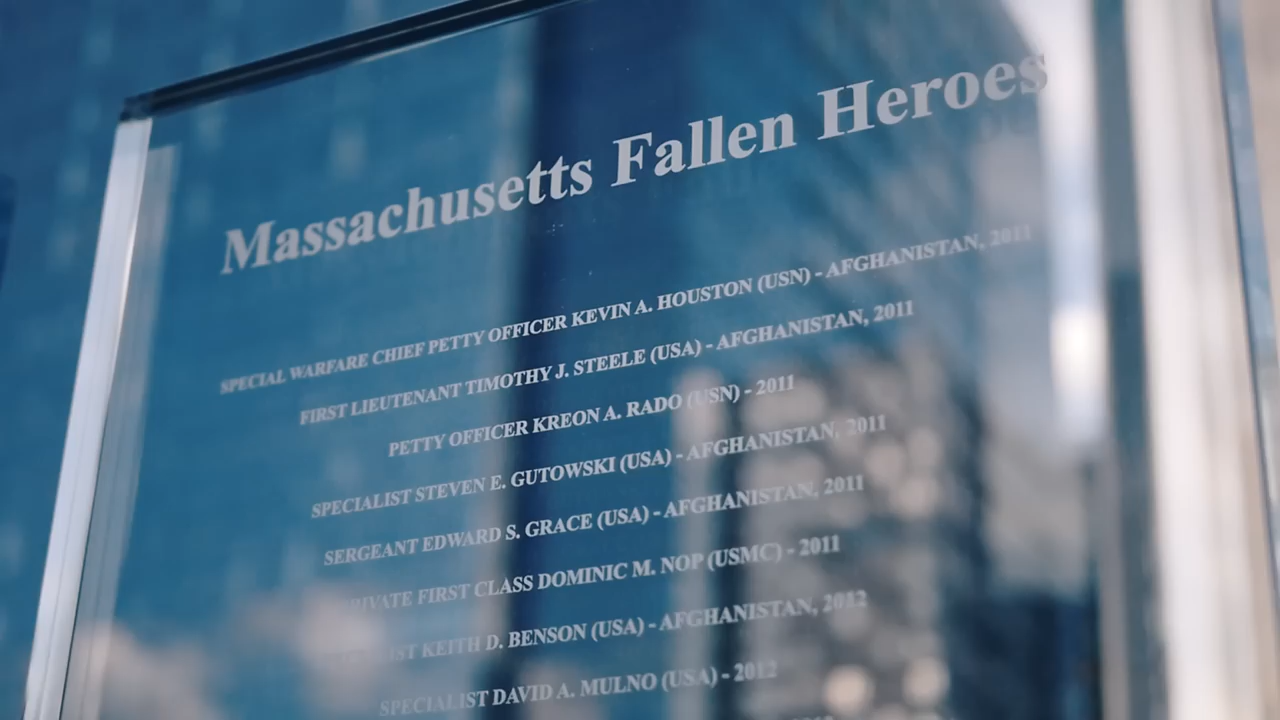 Massachusetts Fallen Heroes
SPECIAL WARFARE CHIEF PETTY OFFICER KEVIN A. HOUSTON (USN) - AFGHANISTAN, 2011
FIRST LIEUTENANT TIMOTHY J. STEELE (USA) - AFGHANISTAN, 2011
PETTY OFFICER KREON A. RADO (USN) - 2011
SPECIALIST STEVEN E. GUTOWSKI (USA) - AFGHANISTAN, 2011
SERGEANT EDWARD S. GRACE (USA) - AFGHANISTAN, 2011
PRIVATE FIRST CLASS DOMINIC M. NOP (USMC) - 2011
KEITH D. BENSON (USA) - AFGHANISTAN, 2012
SPECIALIST DAVID A. MULNO (USA) - 2012